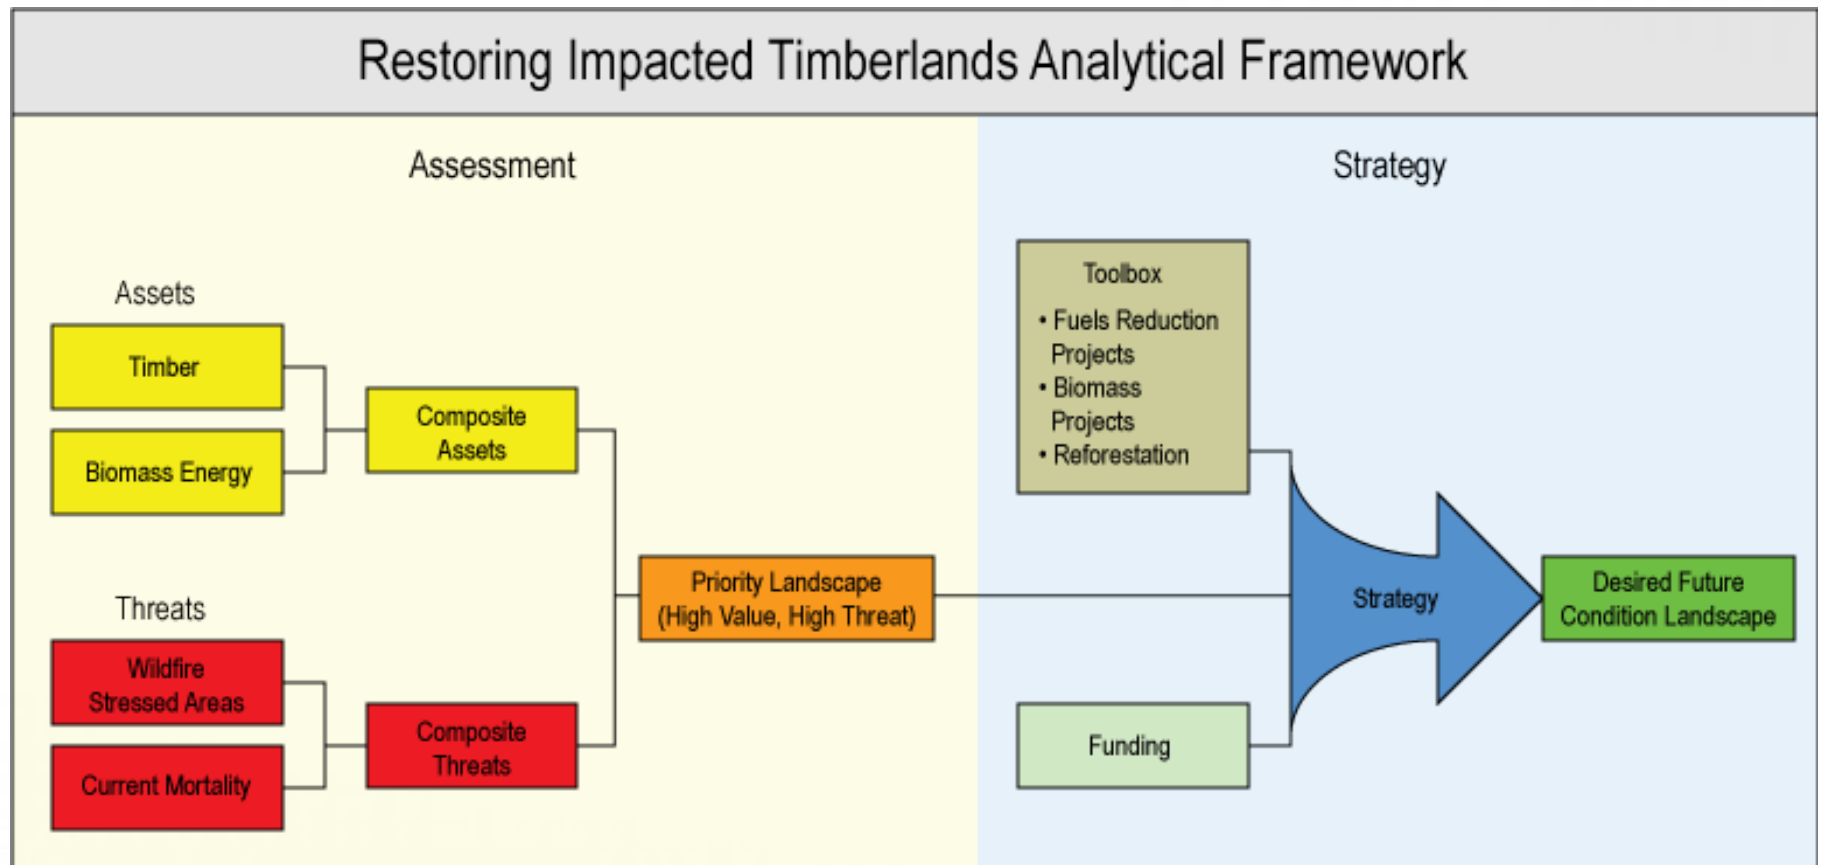 Restoring Impacted Timberlands Analytical Framework
Assessment
Assets
Timber
Biomass Energy
Composite
Assets
Threats
Wildfire
Stressed Areas
Current Mortality
Composite
Threats
Priority Landscape
(High Value, High Threat)
Strategy
Toolbox
• Fuels Reduction
Projects
• Biomass
Projects
• Reforestation
Funding
Strategy
Desired Future
Condition Landscape